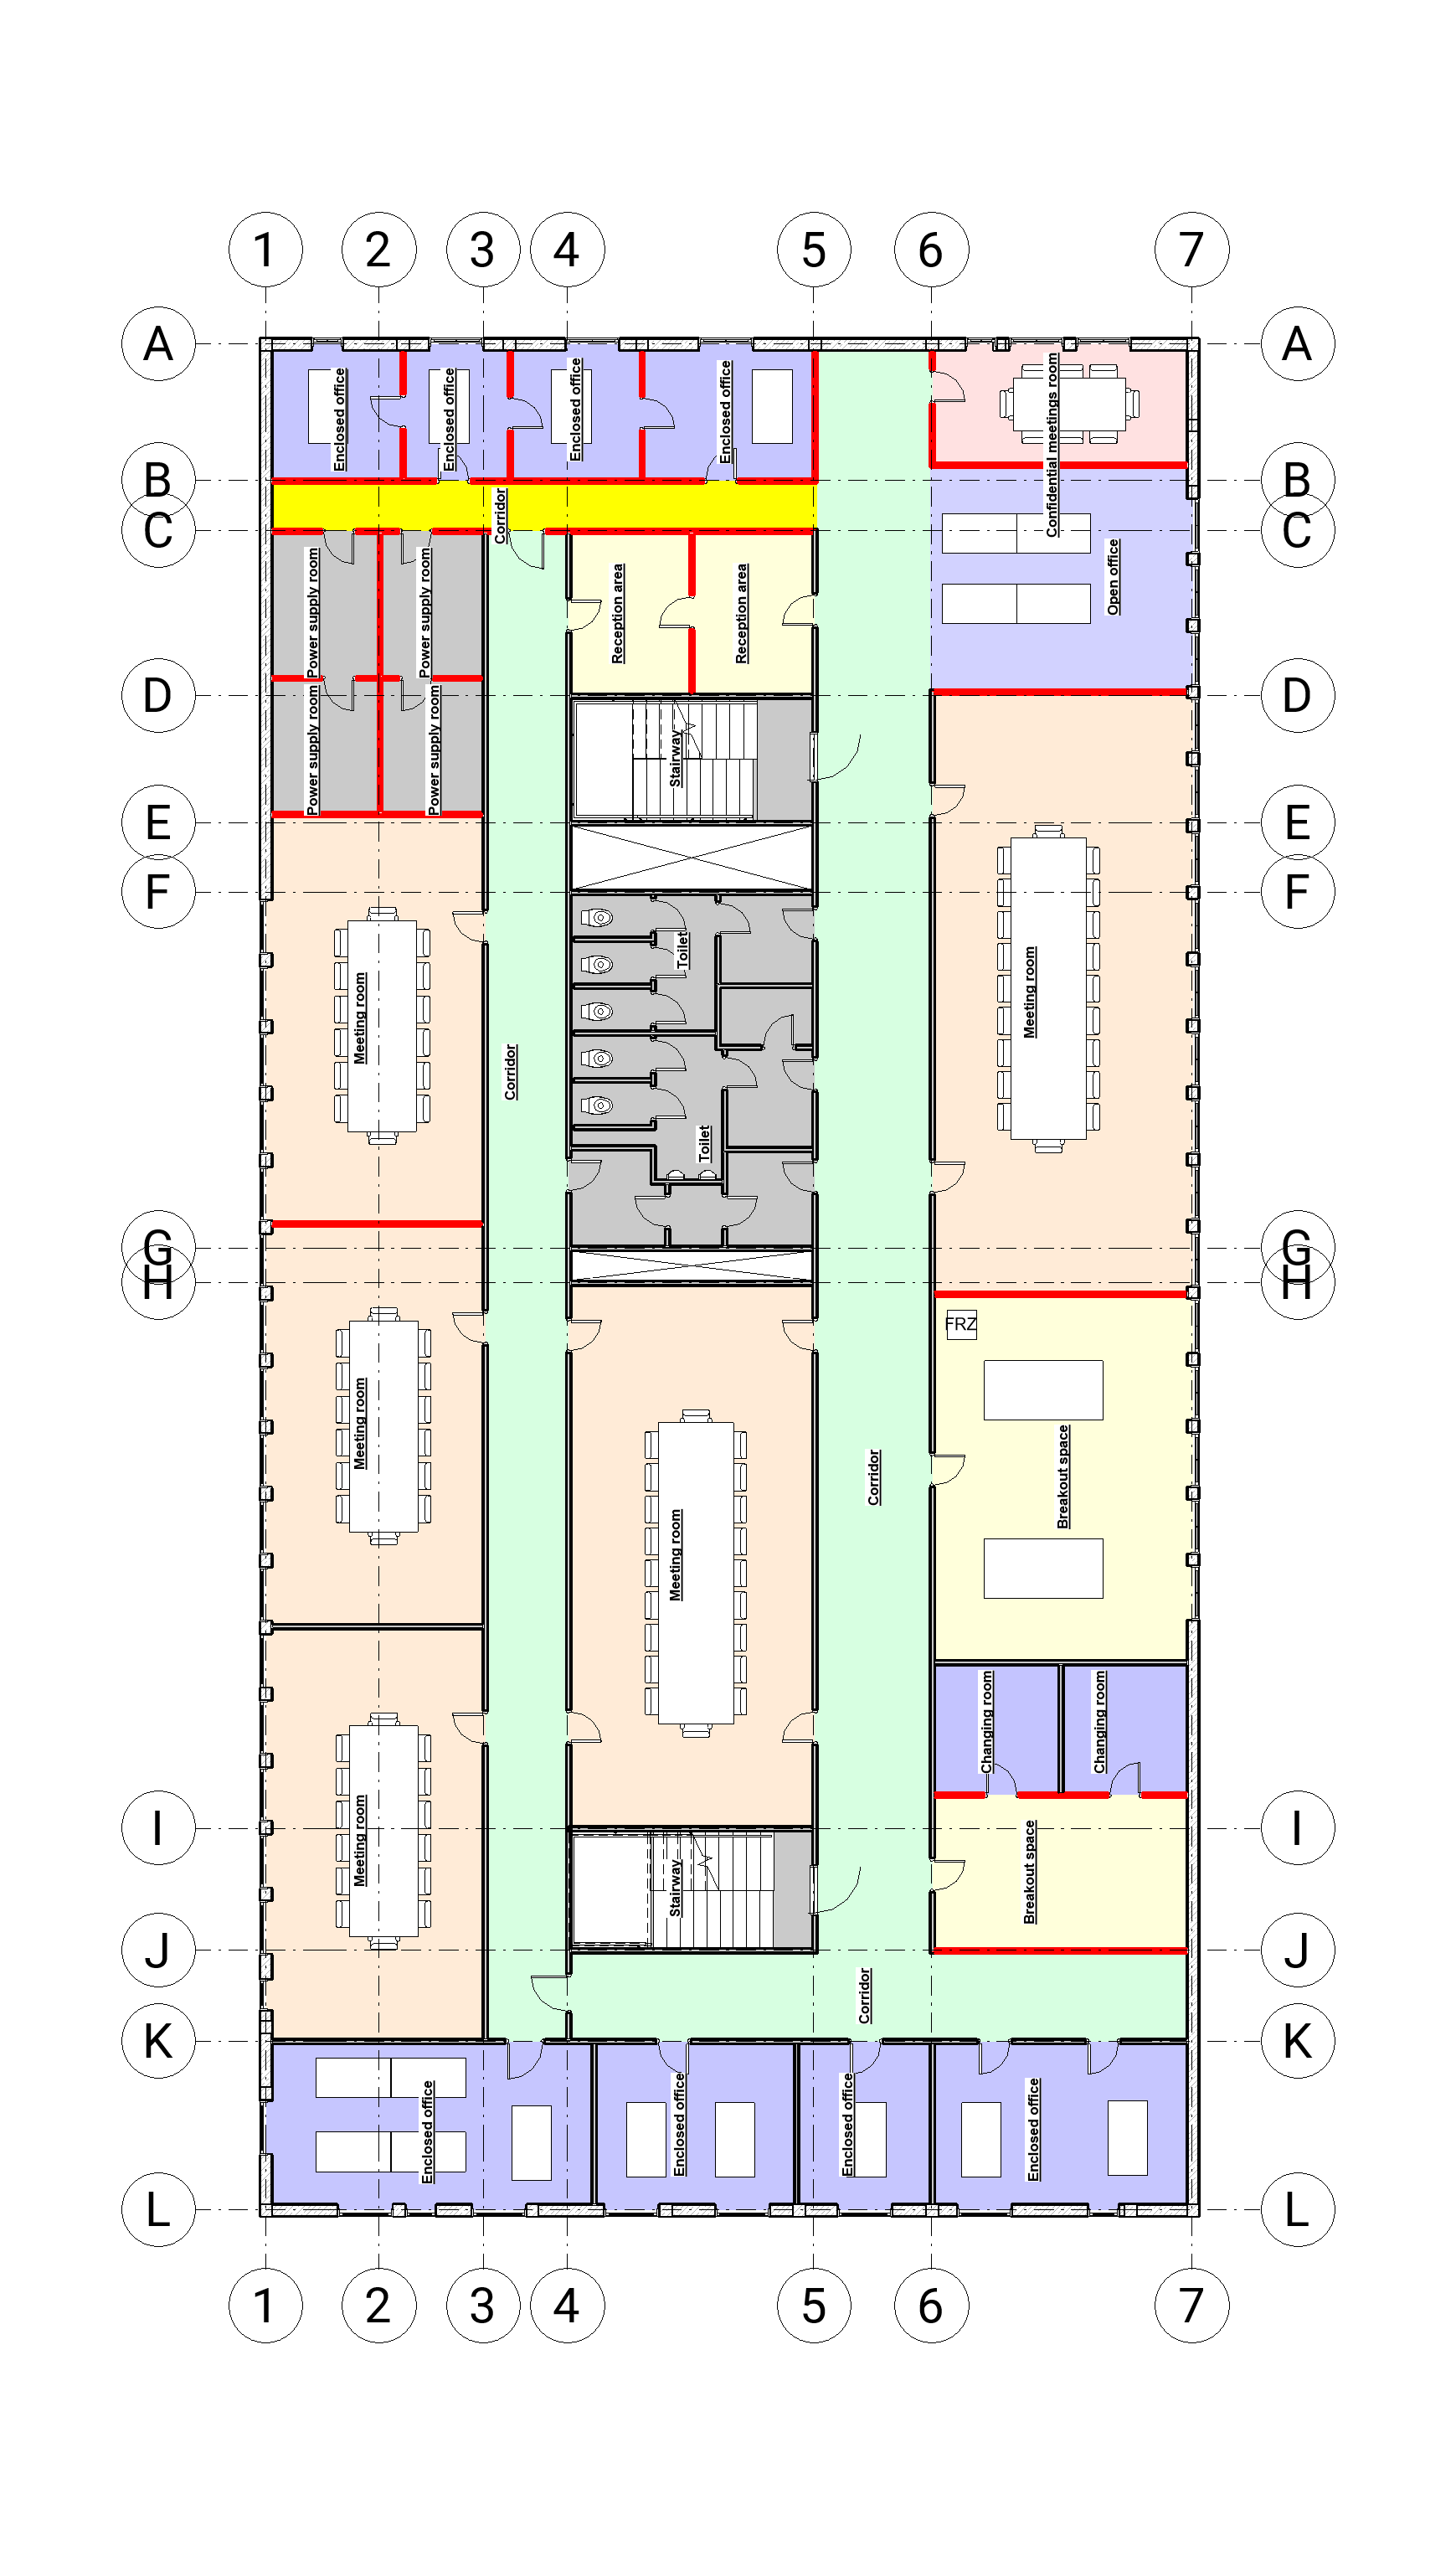 1 2 3 4 5 6 7
A A
Enclosed office
Enclosed office
Enclosed office
Enclosed office
Confidential meetings room
B B
Corridor
C C
Power supply room
Power supply room
Reception area
Reception area
Open office
D D
Power supply room
Power supply room
Stairway
E E
F F
Toilet
Meeting room
Meeting room
Corridor
Toilet
G G
H H
FRZ
Meeting room
Corridor
Breakout space
Meeting room
Changing room
Changing room
Meeting room
I I
Stairway
Breakout space
J J
Corridor
K K
Enclosed office
Enclosed office
Enclosed office
Enclosed office
L L
1 2 3 4 5 6 7